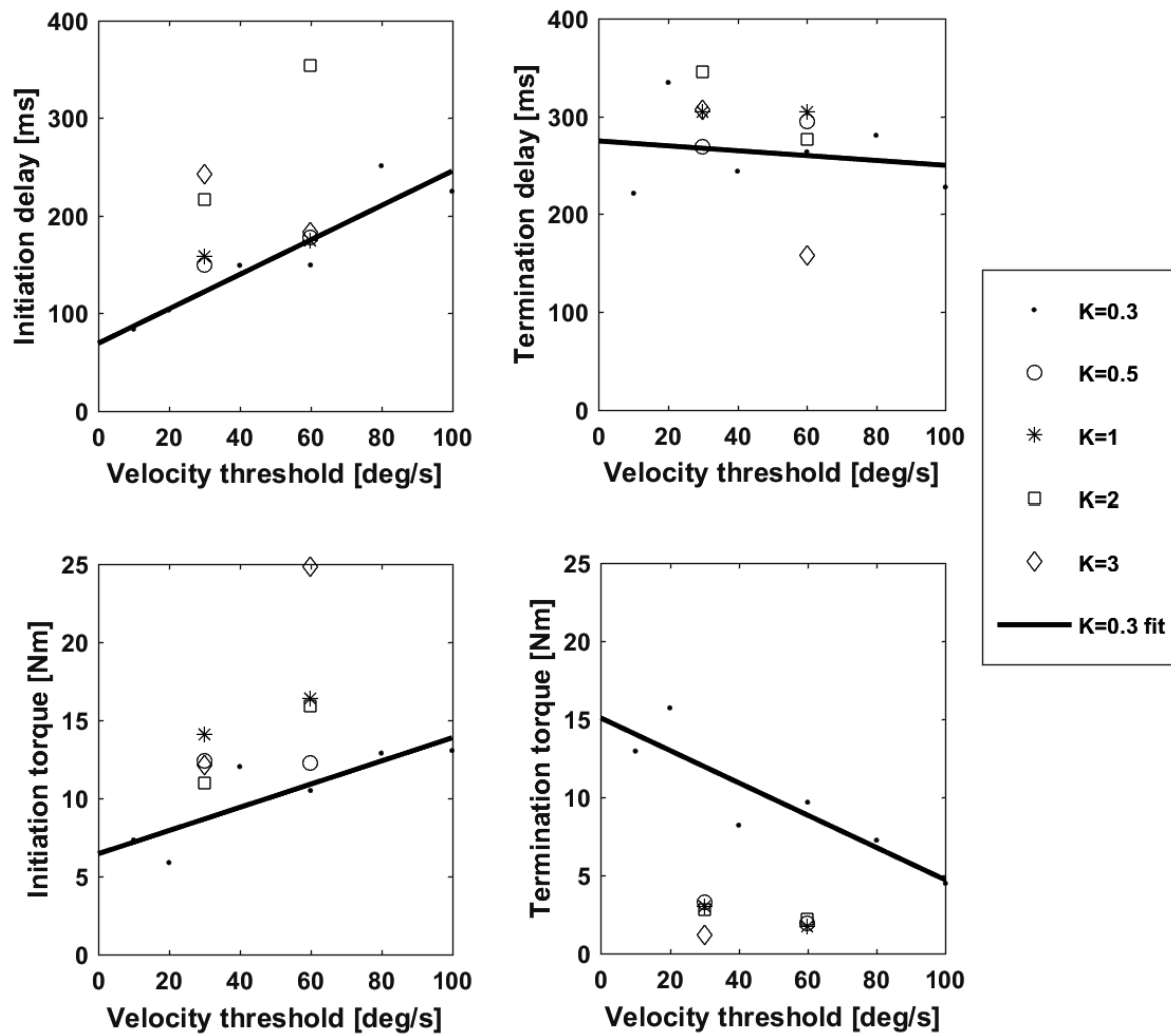 Initiation delay [ms]
400
300
200
100
0
0 20 40 60 80 100
Velocity threshold [deg/s]
Termination delay [ms]
400
300
200
100
0
0 20 40 60 80 100
Velocity threshold [deg/s]
Initiation torque [Nm]
25
20
15
10
5
0
0 20 40 60 80 100
Velocity threshold [deg/s]
Termination torque [Nm]
25
20
15
10
5
0
0 20 40 60 80 100
Velocity threshold [deg/s]
K=0.3
K=0.5
K=1
K=2
K=3
K=0.3 fit